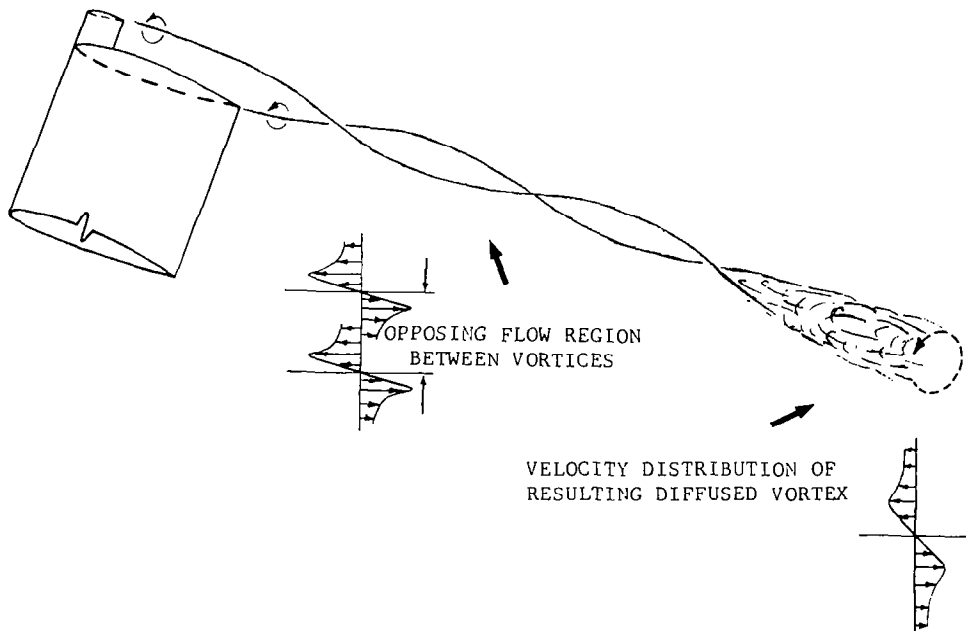 OPPOSING FLOW REGION
BETWEEN VORTICES
VELOCITY DISTRIBUTION OF
RESULTING DIFFUSED VORTEX